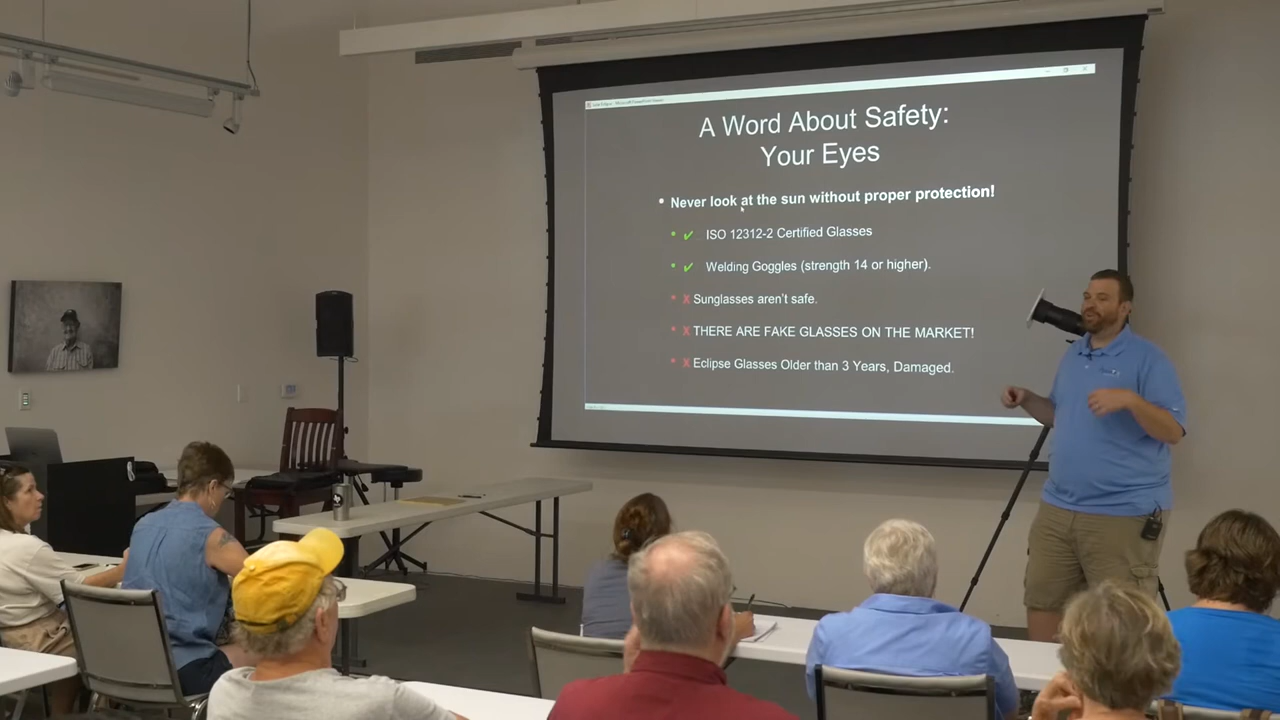 A Word About Safety:
Your Eyes
• Never look at the sun without proper protection!
• ✔ ISO 12312-2 Certified Glasses
• ✔ Welding Goggles (strength 14 or higher).
• X Sunglasses aren't safe.
• X THERE ARE FAKE GLASSES ON THE MARKET!
• X Eclipse Glasses Older than 3 Years, Damaged.